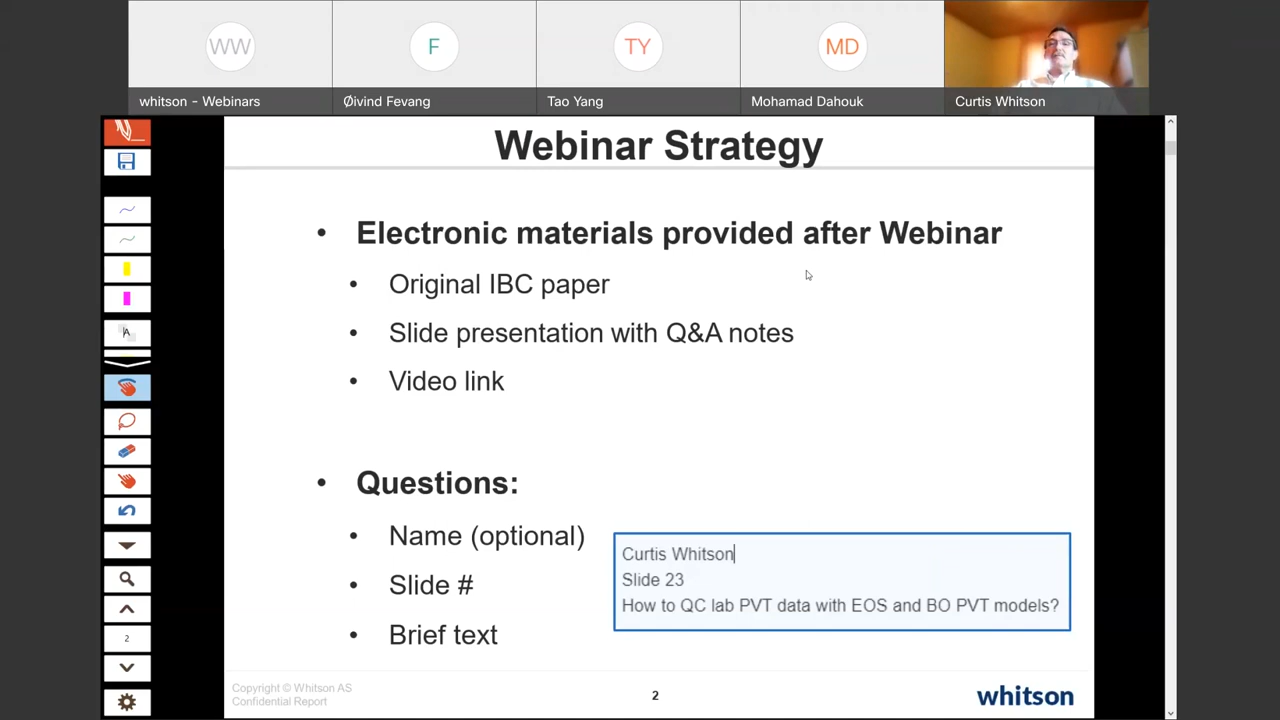 WW
F
TY
MD
whitson - Webinars
Øivind Fevang
Tao Yang
Mohamad Dahouk
Curtis Whitson
Webinar Strategy
• Electronic materials provided after Webinar
• Original IBC paper
• Slide presentation with Q&A notes
• Video link
• Questions:
• Name (optional)
• Slide #
• Brief text
Curtis Whitson
Slide 23
How to QC lab PVT data with EOS and BO PVT models?
A
2
Copyright © Whitson AS
Confidential Report
2
whitson